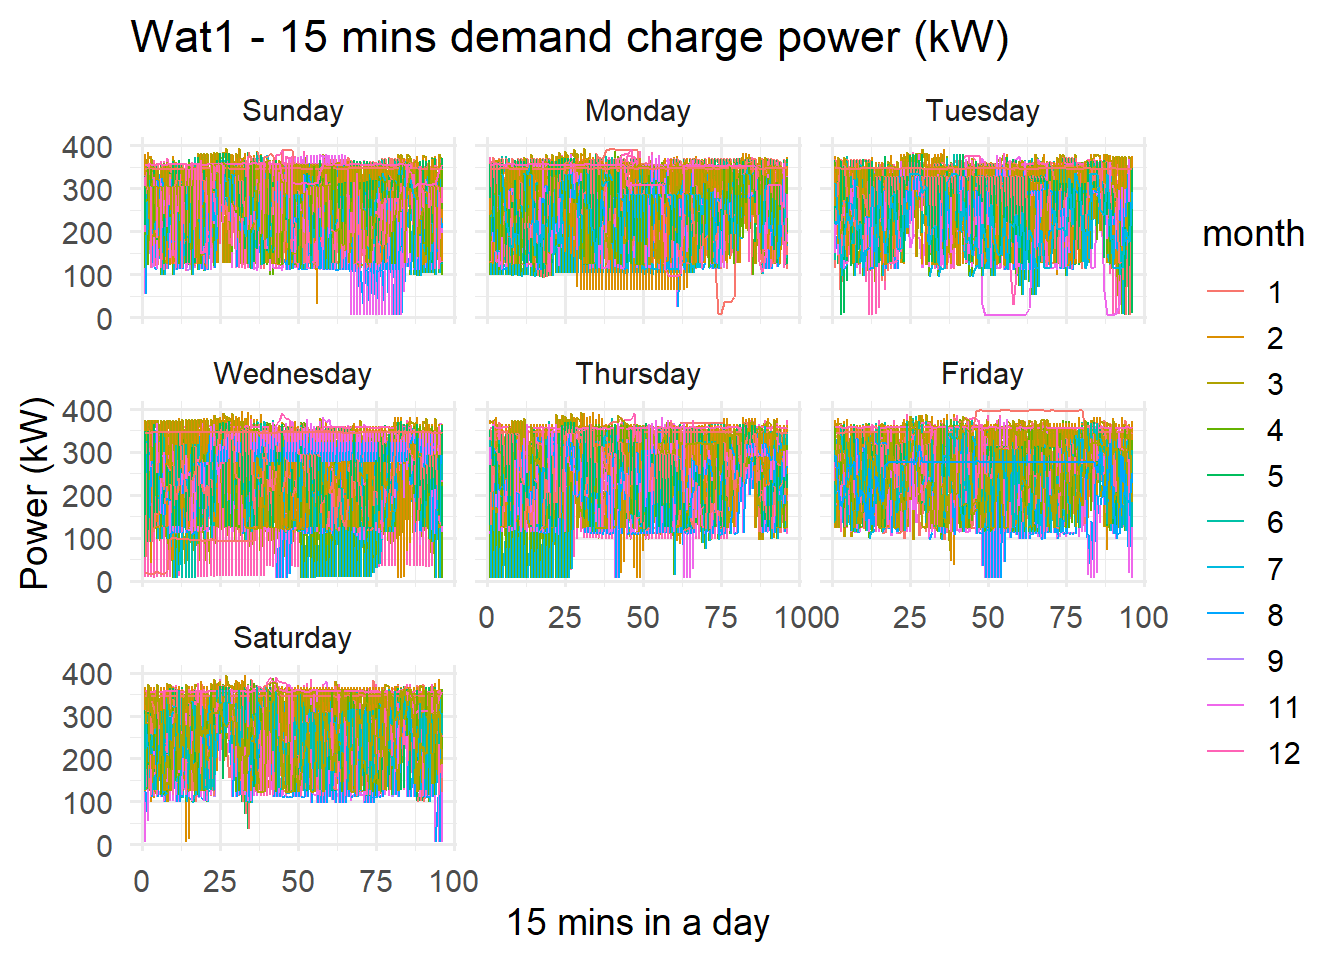 Wat1 - 15 mins demand charge power (kW)
Sunday Monday Tuesday
400
300
200
100
0
Wednesday Thursday Friday
400
300
200
100
0
0 25 50 75 100
0 25 50 75 100
Saturday
400
300
200
100
0
0 25 50 75 100
15 mins in a day
Power (kW)
month
1
2
3
4
5
6
7
8
9
11
12